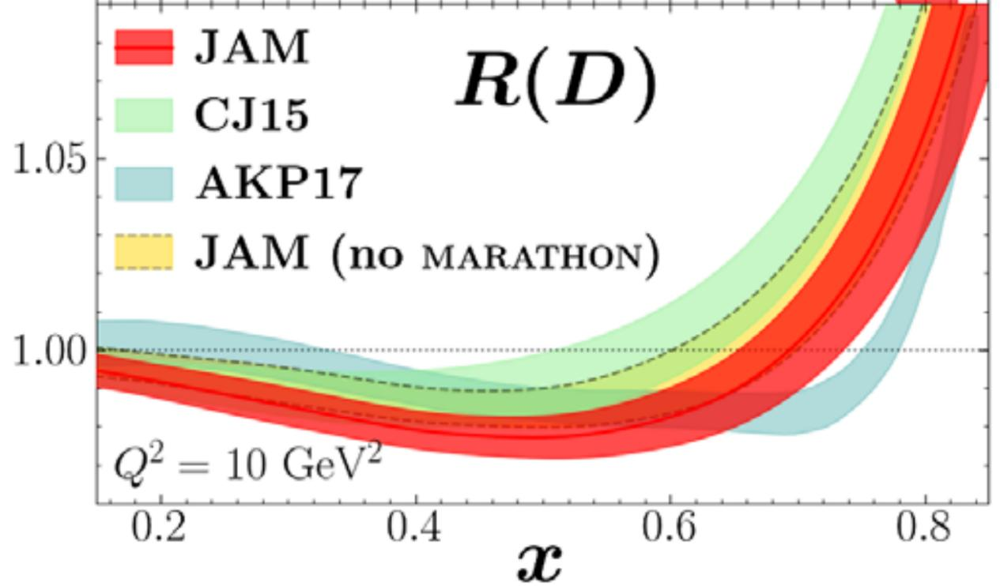 JAM
CJ15
AKP17
JAM (no MARATHON)
R(D)
1.05
1.00
Q² = 10 GeV²
0.2 0.4 0.6 0.8
x